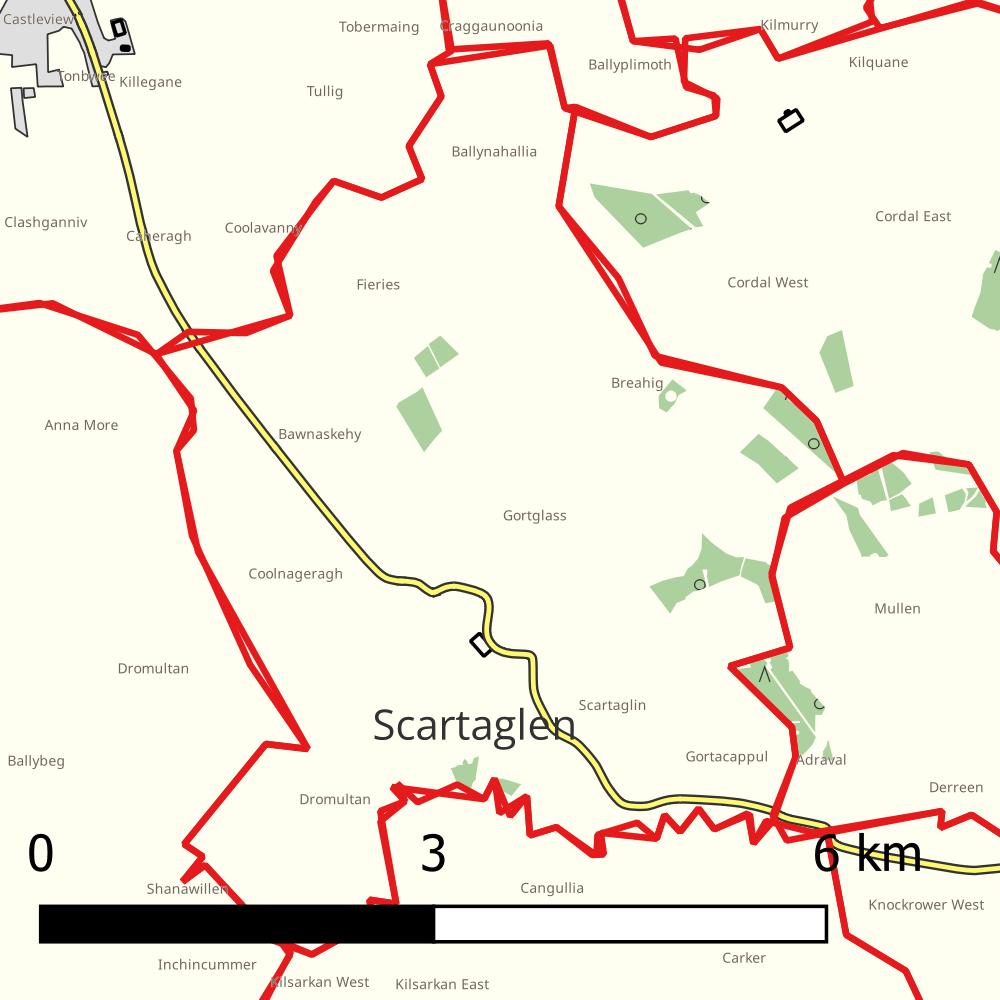 Castleview
Tobermaing
Craggaunoonia
Kilmurry
Ballyplimoth
Kilquane
Tonbwee
Killegane
Tullig
Ballynahallia
Clashganniv
Caheragh
Coolavanny
Cordal East
Fieries
Cordal West
Breahig
Anna More
Bawnaskehy
Gortglass
Coolnageragh
Mullen
Dromultan
Scartaglin
Scartaglen
Ballybeg
Gortacappul
Adraval
Derreen
Dromultan
0
3
6 km
Shanawillen
Cangullia
Knockrower West
Inchincummer
Carker
Kilsarkan West
Kilsarkan East